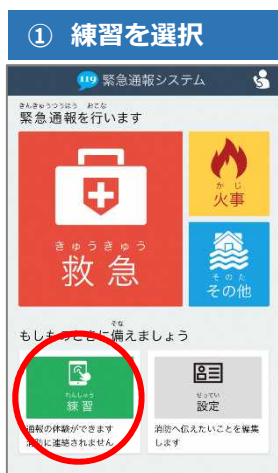 ① 練習を選択
119 緊急通報システム
きんきゅうつうほう おこな
緊急通報を行います
きゅうきゅう
救急
かじ
火事
そのた
その他
そな
もしものときに備えましょう
れんしゅう
練習
通報の体験ができます
消防に連絡されません
せってい
設定
消防へ伝えたいことを編集
します